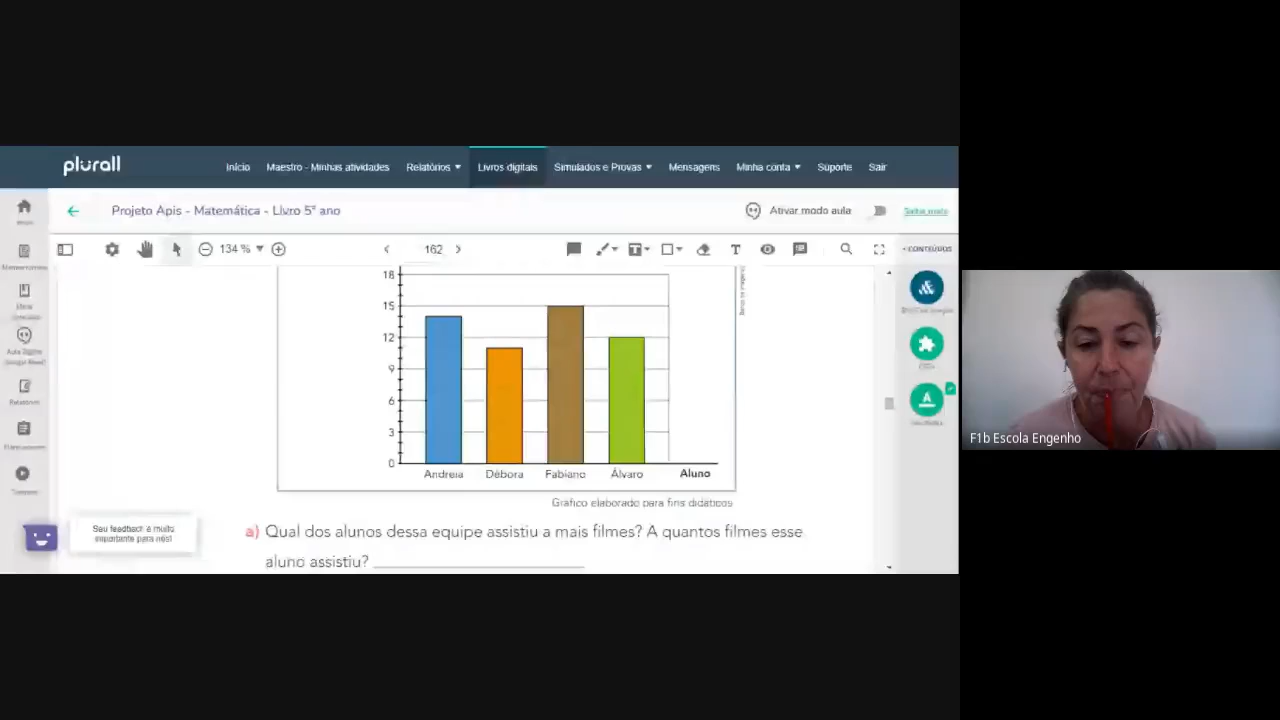 plurall
Início
Maestro - Minhas atividades
Relatórios
Livros digitais
Simulados e Provas
Mensagens
Minha conta
Suporte
Sair
Projeto Apis - Matemática - Livro 5° ano
Ativar modo aula
134 %
162
T
CONTEÚDOS
18
15
12
9
6
3
0
Andreia
Débora
Fabiano
Álvaro
Aluno
Gráfico elaborado para fins didáticos
Seu feedback é muito
importante para nós!
a) Qual dos alunos dessa equipe assistiu a mais filmes? A quantos filmes esse
aluno assistiu?
F1b Escola Engenho